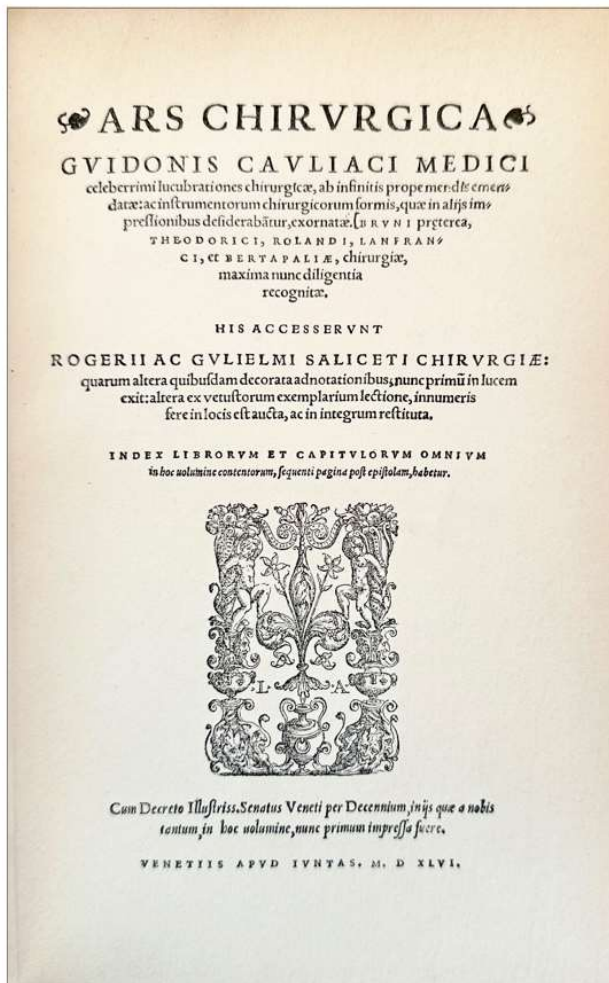 ARS CHIRVRGICA
GVIDONIS CAVLIACI MEDICI
celeberrimi lucubrationes chirurgicæ, ab infinitis prope mendis emen⸗
datæ: ac instrumentorum chirurgicorum formis, quæ in alijs im⸗
pressionibus desiderabātur, exornatæ. [BRVNI pręterea,
THEODORICI, ROLANDI, LANFRAN⸗
CI, et BERTAPALIÆ, chirurgiæ,
maxima nunc diligentia
recognitæ.
HIS ACCESSERVNT
ROGERII AC GVLIELMI SALICETI CHIRVRGIÆ:
quarum altera quibusdam decorata adnotationibus, nunc primū in lucem
exit: altera ex vetustorum exemplarium lectione, innumeris
fere in locis est aucta, ac in integrum restituta.
INDEX LIBRORVM ET CAPITVLORVM OMNIVM
in hoc uolumine contentorum, sequenti pagina post epistolam, habetur.
·L· ·A·
Cum Decreto Illustriss. Senatus Veneti per Decennium, in ijs quæ a nobis
tantum, in hoc uolumine, nunc primum impressa fuere.
VENETIIS APVD IVNTAS. M. D XLVI.